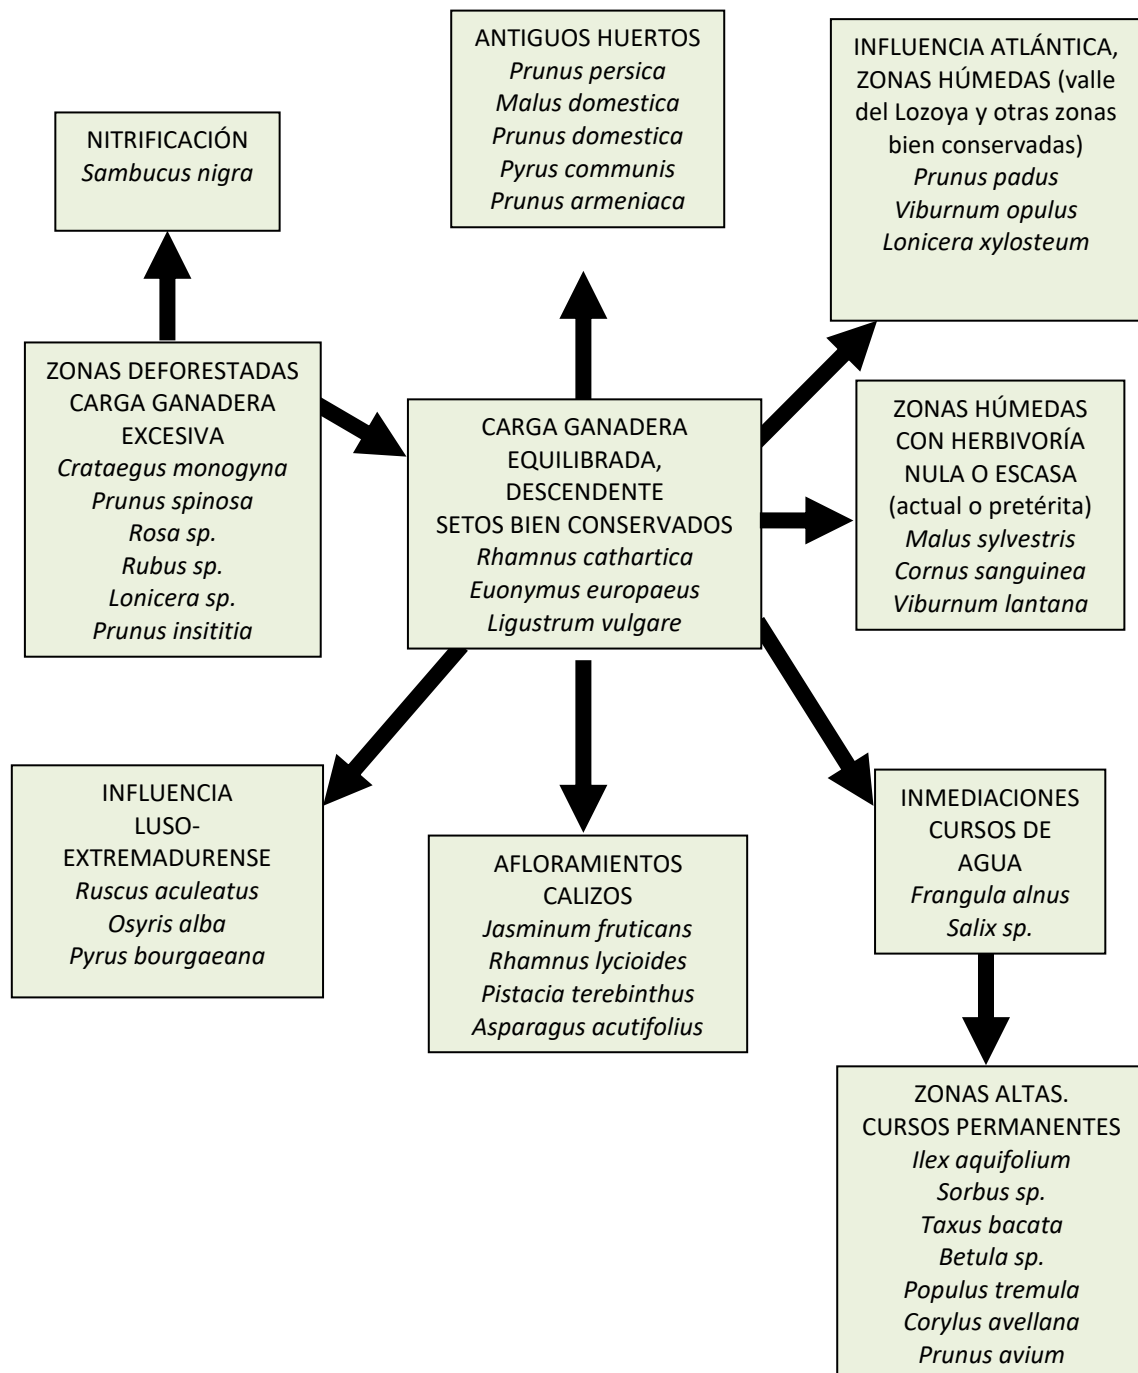 ANTIGUOS HUERTOS
Prunus persica
Malus domestica
Prunus domestica
Pyrus communis
Prunus armeniaca
INFLUENCIA ATLÁNTICA,
ZONAS HÚMEDAS (valle
del Lozoya y otras zonas
bien conservadas)
Prunus padus
Viburnum opulus
Lonicera xylosteum
NITRIFICACIÓN
Sambucus nigra
ZONAS DEFORESTADAS
CARGA GANADERA
EXCESIVA
Crataegus monogyna
Prunus spinosa
Rosa sp.
Rubus sp.
Lonicera sp.
Prunus insititia
CARGA GANADERA
EQUILIBRADA,
DESCENDENTE
SETOS BIEN CONSERVADOS
Rhamnus cathartica
Euonymus europaeus
Ligustrum vulgare
ZONAS HÚMEDAS
CON HERBIVORÍA
NULA O ESCASA
(actual o pretérita)
Malus sylvestris
Cornus sanguinea
Viburnum lantana
INFLUENCIA
LUSO-
EXTREMADURENSE
Ruscus aculeatus
Osyris alba
Pyrus bourgaeana
AFLORAMIENTOS
CALIZOS
Jasminum fruticans
Rhamnus lycioides
Pistacia terebinthus
Asparagus acutifolius
INMEDIACIONES
CURSOS DE
AGUA
Frangula alnus
Salix sp.
ZONAS ALTAS.
CURSOS PERMANENTES
Ilex aquifolium
Sorbus sp.
Taxus bacata
Betula sp.
Populus tremula
Corylus avellana
Prunus avium